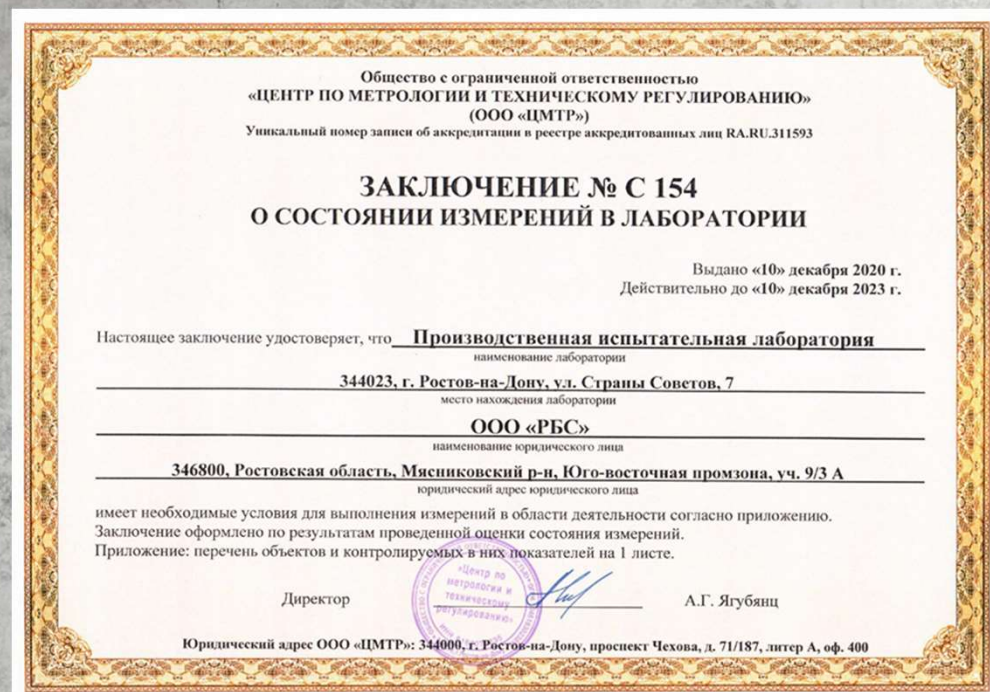 Общество с ограниченной ответственностью
«ЦЕНТР ПО МЕТРОЛОГИИ И ТЕХНИЧЕСКОМУ РЕГУЛИРОВАНИЮ»
(ООО «ЦМТР»)
Уникальный номер записи об аккредитации в реестре аккредитованных лиц RA.RU.311593
ЗАКЛЮЧЕНИЕ № С 154
О СОСТОЯНИИ ИЗМЕРЕНИЙ В ЛАБОРАТОРИИ
Выдано «10» декабря 2020 г.
Действительно до «10» декабря 2023 г.
Настоящее заключение удостоверяет, что Производственная испытательная лаборатория
наименование лаборатории
344023, г. Ростов-на-Дону, ул. Страны Советов, 7
место нахождения лаборатории
ООО «РБС»
наименование юридического лица
346800, Ростовская область, Мясниковский р-н, Юго-восточная промзона, уч. 9/3 А
юридический адрес юридического лица
имеет необходимые условия для выполнения измерений в области деятельности согласно приложению.
Заключение оформлено по результатам проведенной оценки состояния измерений.
Приложение: перечень объектов и контролируемых в них показателей на 1 листе.
«Центр по
метрологии и
техническому
регулированию»
Директор А.Г. Ягубянц
Юридический адрес ООО «ЦМТР»: 344000, г. Ростов-на-Дону, проспект Чехова, д. 71/187, литер А, оф. 400